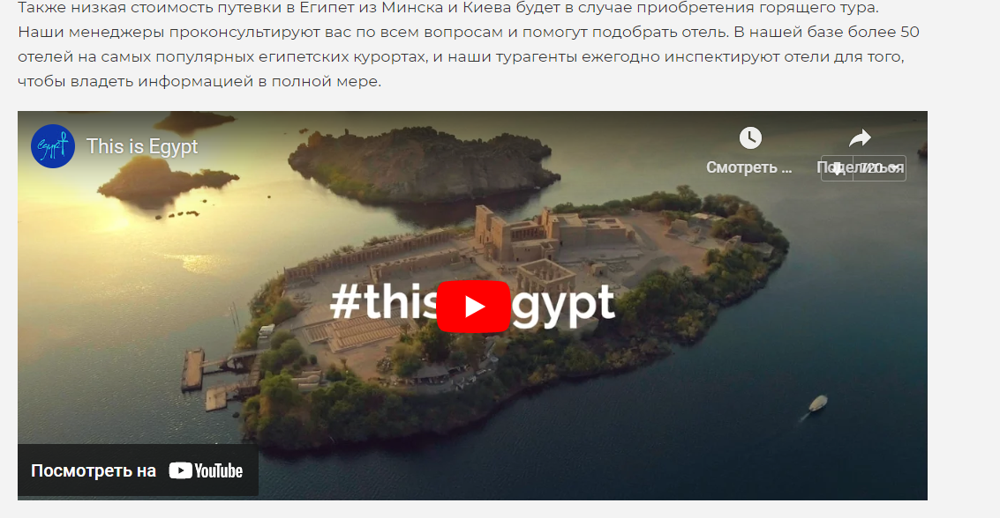 Также низкая стоимость путевки в Египет из Минска и Киева будет в случае приобретения горящего тура.
Наши менеджеры проконсультируют вас по всем вопросам и помогут подобрать отель. В нашей базе более 50
отелей на самых популярных египетских курортах, и наши турагенты ежегодно инспектируют отели для того,
чтобы владеть информацией в полной мере.
egypt
This is Egypt
Смотреть ...
Поделиться
720
#this egypt
Посмотреть на YouTube